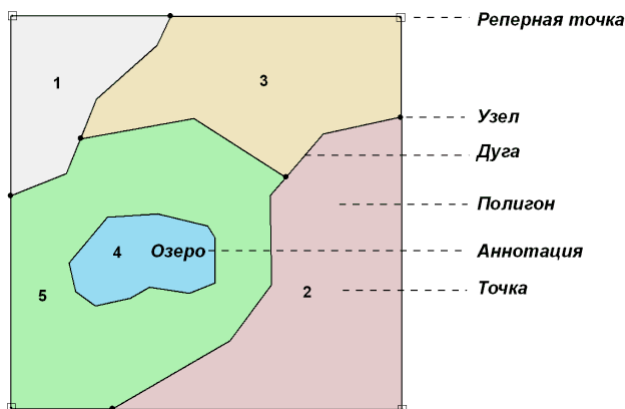 Реперная точка
1
3
Узел
Дуга
Полигон
4 Озеро
Аннотация
5
2
Точка